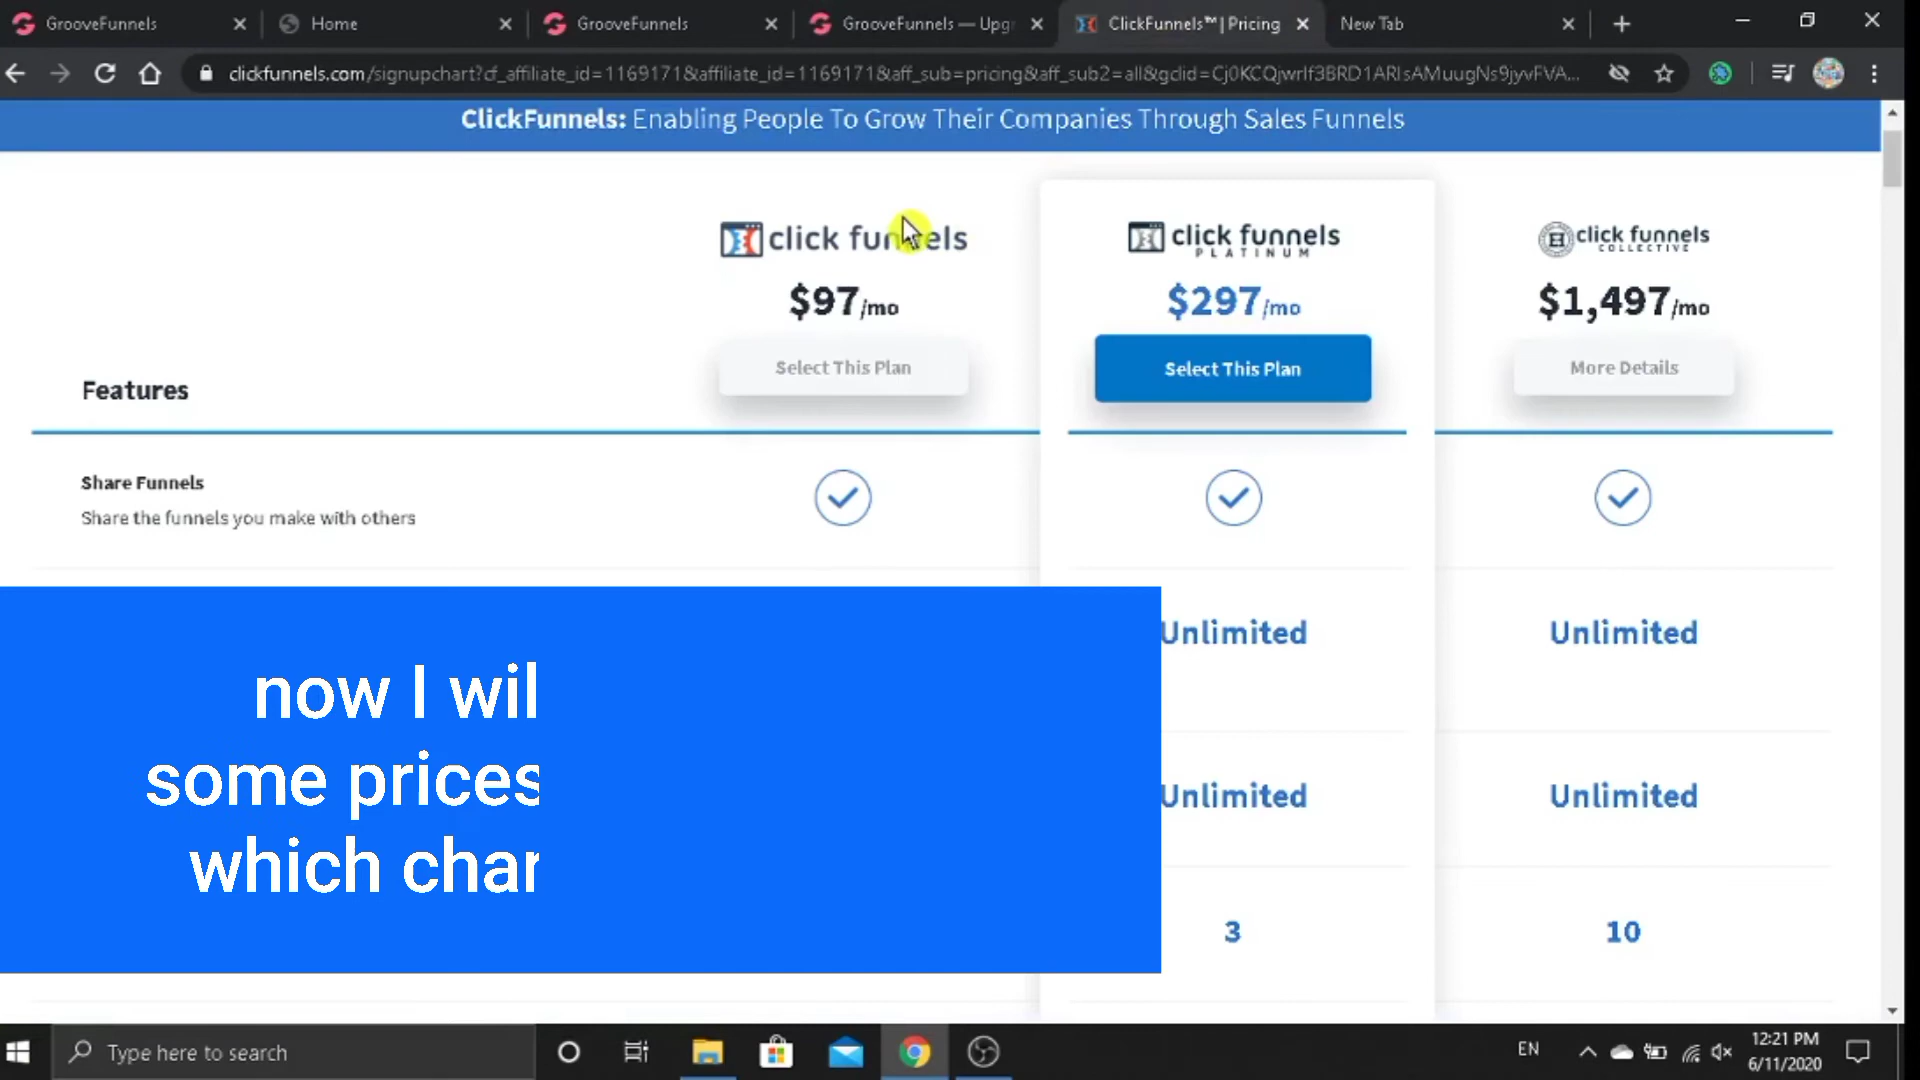 GrooveFunnels
Home
GrooveFunnels
GrooveFunnels — Upg
ClickFunnels™ | Pricing
New Tab
clickfunnels.com/signupchart?cf_affiliate_id=1169171&affiliate_id=1169171&aff_sub=pricing&aff_sub2=all&gclid=
ClickFunnels: Enabling People To Grow Their Companies Through Sales Funnels
click funnels
click funnels
PLATINUM
click funnels
COLLECTIVE
$97/mo
$297/mo
$1,497/mo
Select This Plan
Select This Plan
More Details
Features
Share Funnels
Share the funnels you make with others
Unlimited
Unlimited
now I wil
some prices
which char
Unlimited
Unlimited
3
10
Type here to search
EN
12:21 PM
6/11/2020